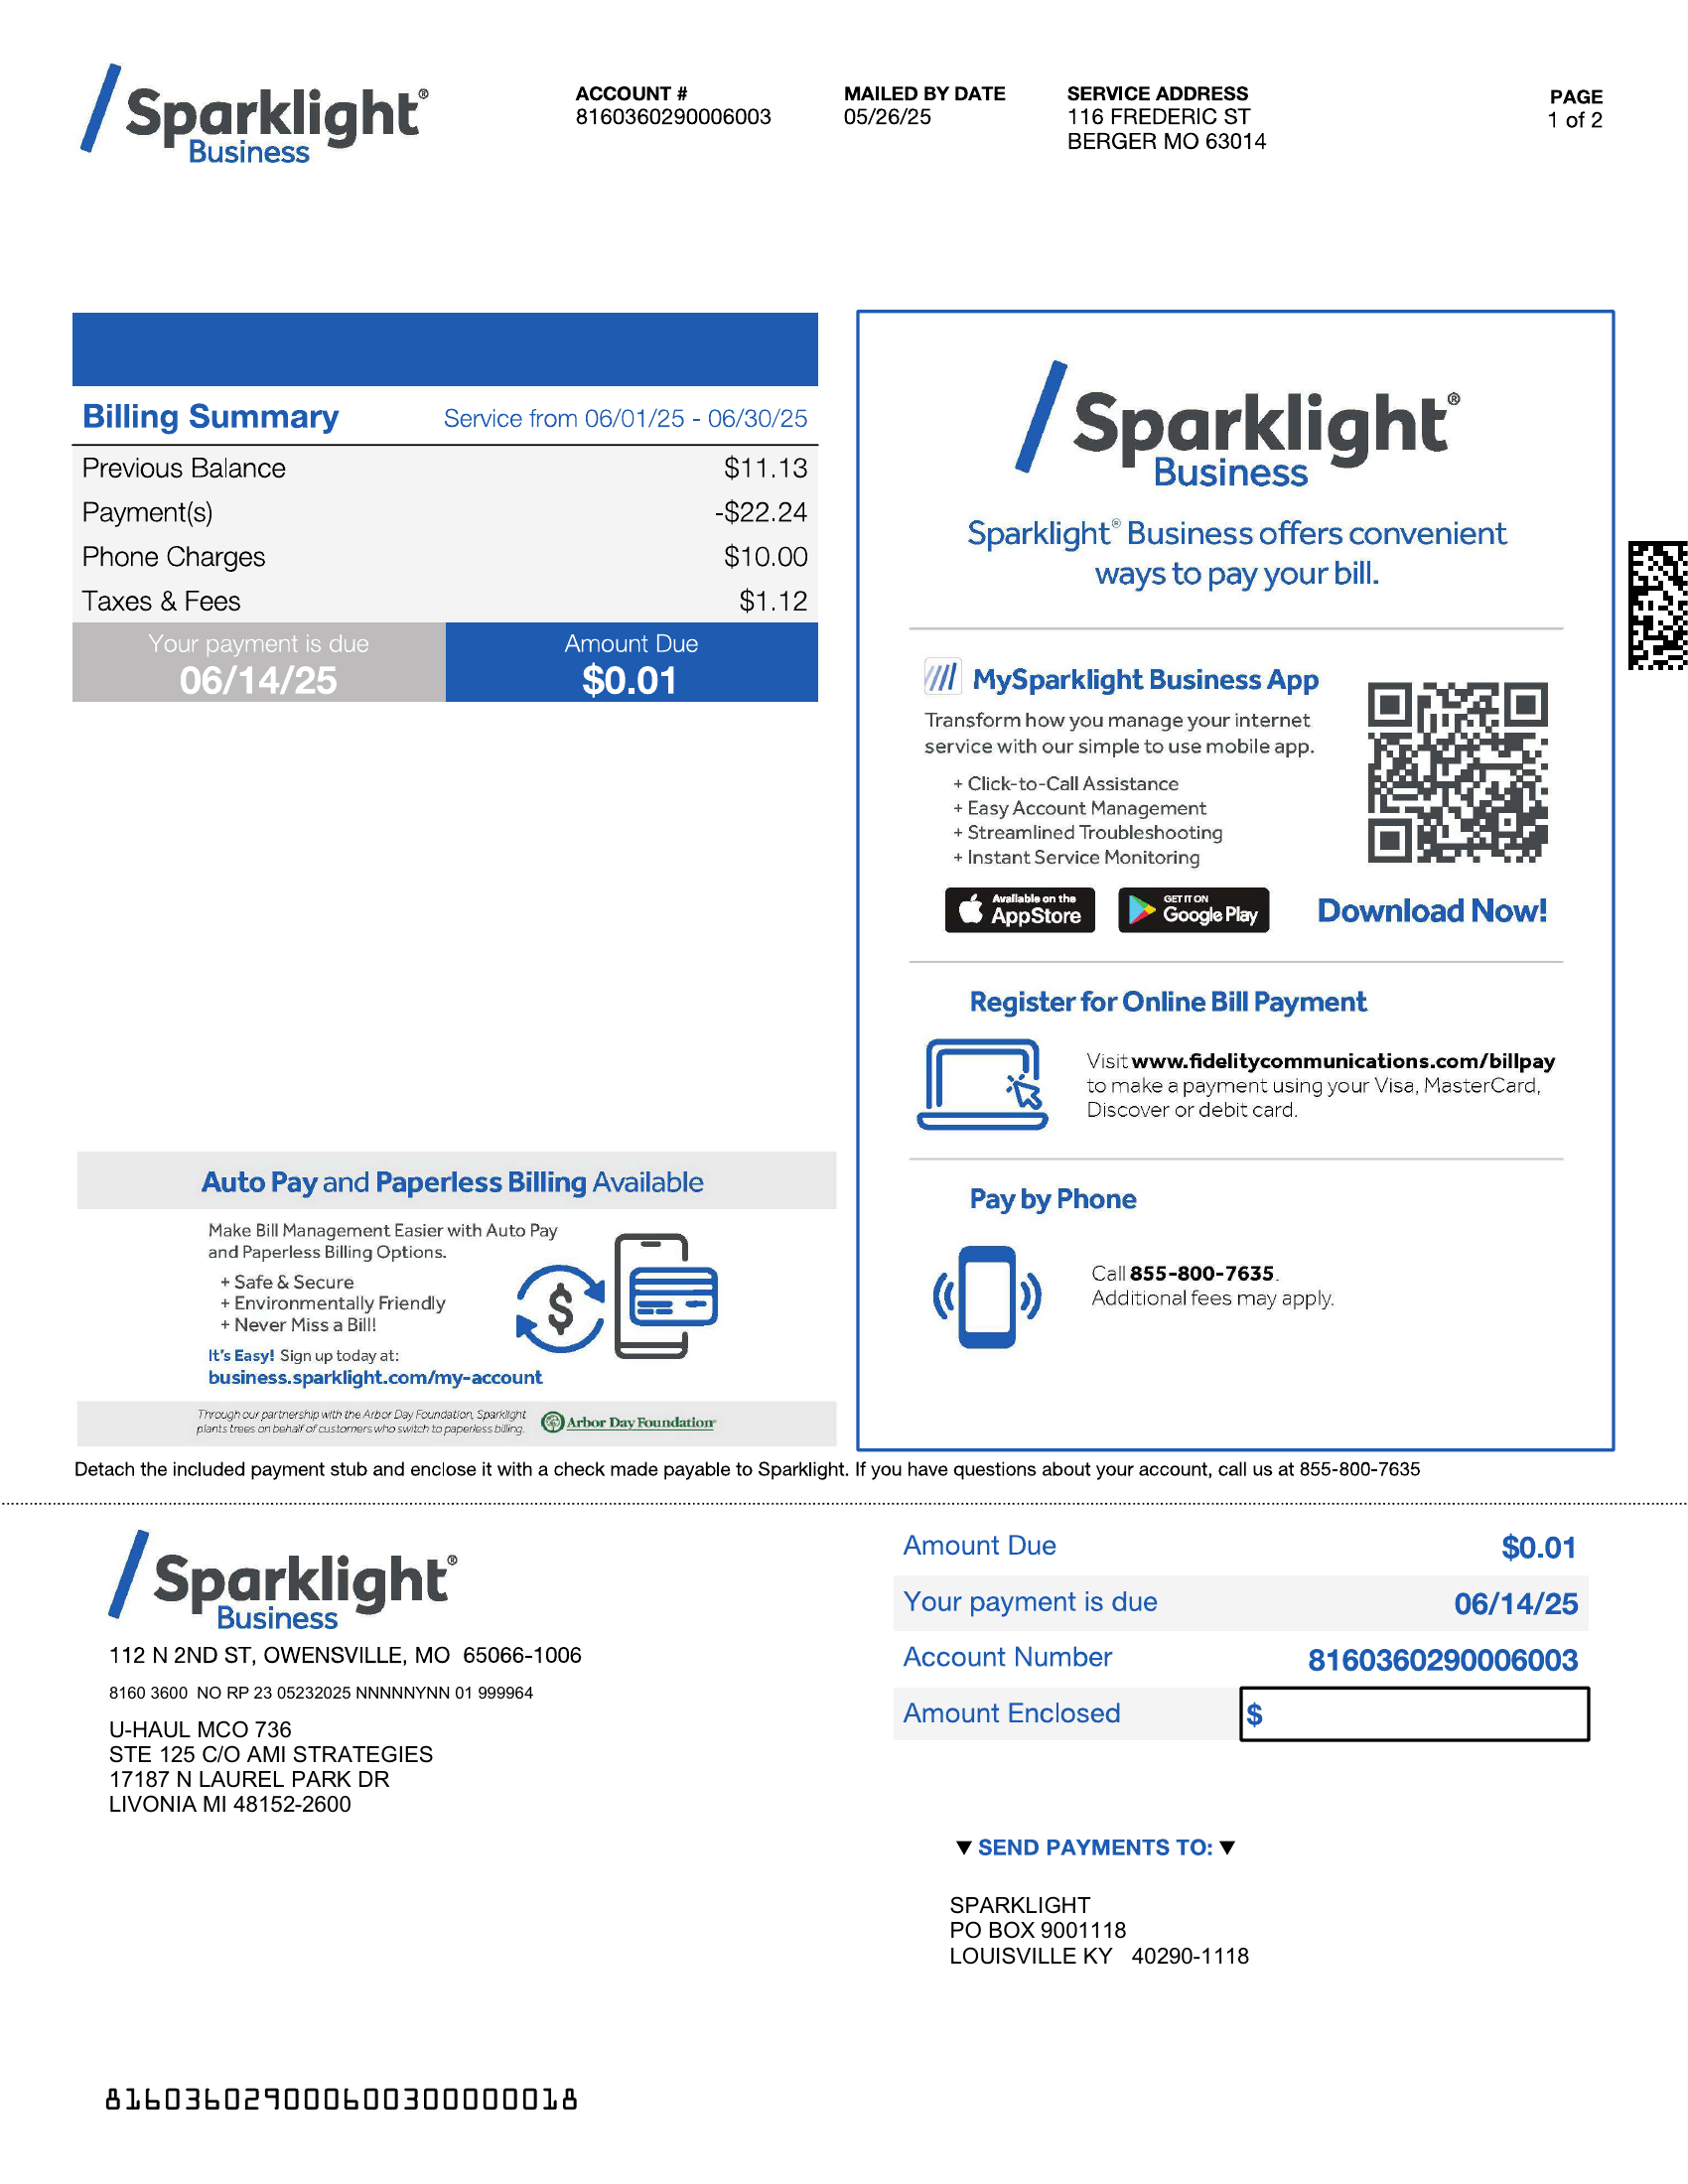 Sparklight®
Business
ACCOUNT #
8160360290006003
MAILED BY DATE
05/26/25
SERVICE ADDRESS
116 FREDERIC ST
BERGER MO 63014
PAGE
1 of 2
Billing Summary Service from 06/01/25 - 06/30/25
Previous Balance $11.13
Payment(s) -$22.24
Phone Charges $10.00
Taxes & Fees $1.12
Your payment is due
06/14/25
Amount Due
$0.01
Sparklight®
Business
Sparklight® Business offers convenient
ways to pay your bill.
MySparklight Business App
Transform how you manage your internet
service with our simple to use mobile app.
+ Click-to-Call Assistance
+ Easy Account Management
+ Streamlined Troubleshooting
+ Instant Service Monitoring
Available on the
AppStore
GET IT ON
Google Play
Download Now!
Register for Online Bill Payment
Visit www.fidelitycommunications.com/billpay
to make a payment using your Visa, MasterCard,
Discover or debit card.
Pay by Phone
Call 855-800-7635.
Additional fees may apply.
Auto Pay and Paperless Billing Available
Make Bill Management Easier with Auto Pay
and Paperless Billing Options.
+ Safe & Secure
+ Environmentally Friendly
+ Never Miss a Bill!
It's Easy! Sign up today at:
business.sparklight.com/my-account
Through our partnership with the Arbor Day Foundation, Sparklight
plants trees on behalf of customers who switch to paperless billing.
Arbor Day Foundation®
Detach the included payment stub and enclose it with a check made payable to Sparklight. If you have questions about your account, call us at 855-800-7635
Sparklight®
Business
112 N 2ND ST, OWENSVILLE, MO 65066-1006
8160 3600 NO RP 23 05232025 NNNNNYNN 01 999964
U-HAUL MCO 736
STE 125 C/O AMI STRATEGIES
17187 N LAUREL PARK DR
LIVONIA MI 48152-2600
Amount Due $0.01
Your payment is due 06/14/25
Account Number 8160360290006003
Amount Enclosed $
▼ SEND PAYMENTS TO: ▼
SPARKLIGHT
PO BOX 9001118
LOUISVILLE KY 40290-1118
816036029000600300000018